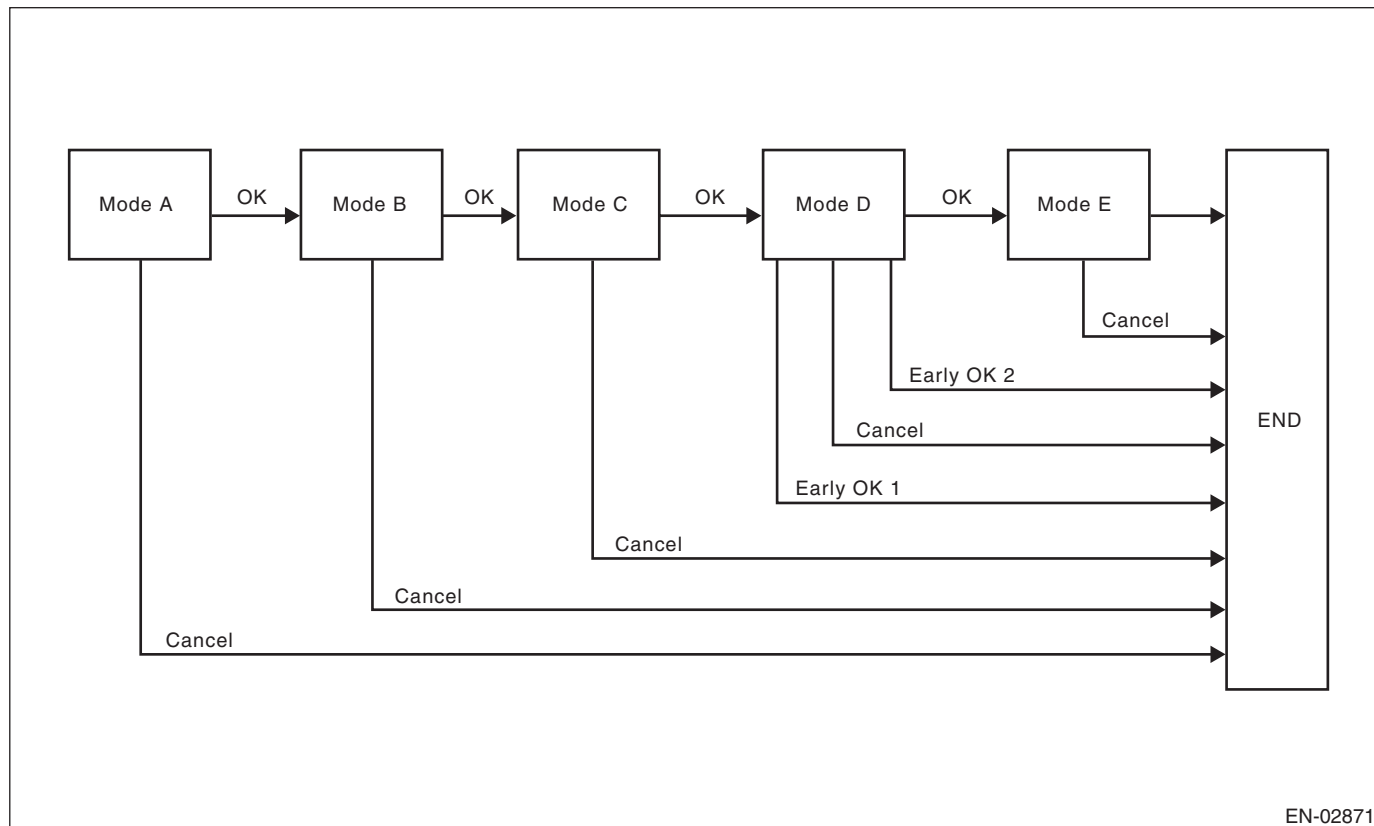 OK
OK
OK
OK
Mode A
Mode B
Mode C
Mode D
Mode E
Cancel
Early OK 2
END
Cancel
Early OK 1
Cancel
Cancel
Cancel
EN-02871